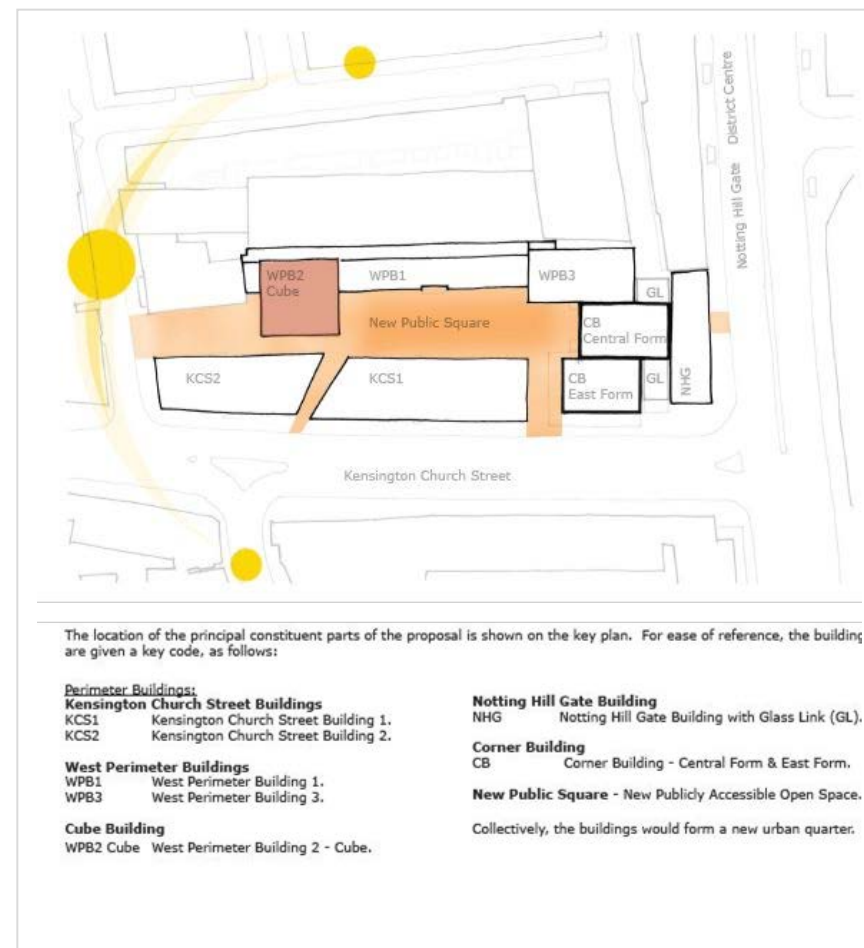 Notting Hill Gate District Centre
WPB2
Cube
WPB1
WPB3
GL
New Public Square
CB
Central Form
KCS2
KCS1
CB
East Form
GL
NHG
Kensington Church Street
The location of the principal constituent parts of the proposal is shown on the key plan. For ease of reference, the building
are given a key code, as follows:
Perimeter Buildings:
Kensington Church Street Buildings
KCS1 Kensington Church Street Building 1.
KCS2 Kensington Church Street Building 2.
West Perimeter Buildings
WPB1 West Perimeter Building 1.
WPB3 West Perimeter Building 3.
Cube Building
WPB2 Cube West Perimeter Building 2 - Cube.
Notting Hill Gate Building
NHG Notting Hill Gate Building with Glass Link (GL).
Corner Building
CB Corner Building - Central Form & East Form.
New Public Square - New Publicly Accessible Open Space.
Collectively, the buildings would form a new urban quarter.